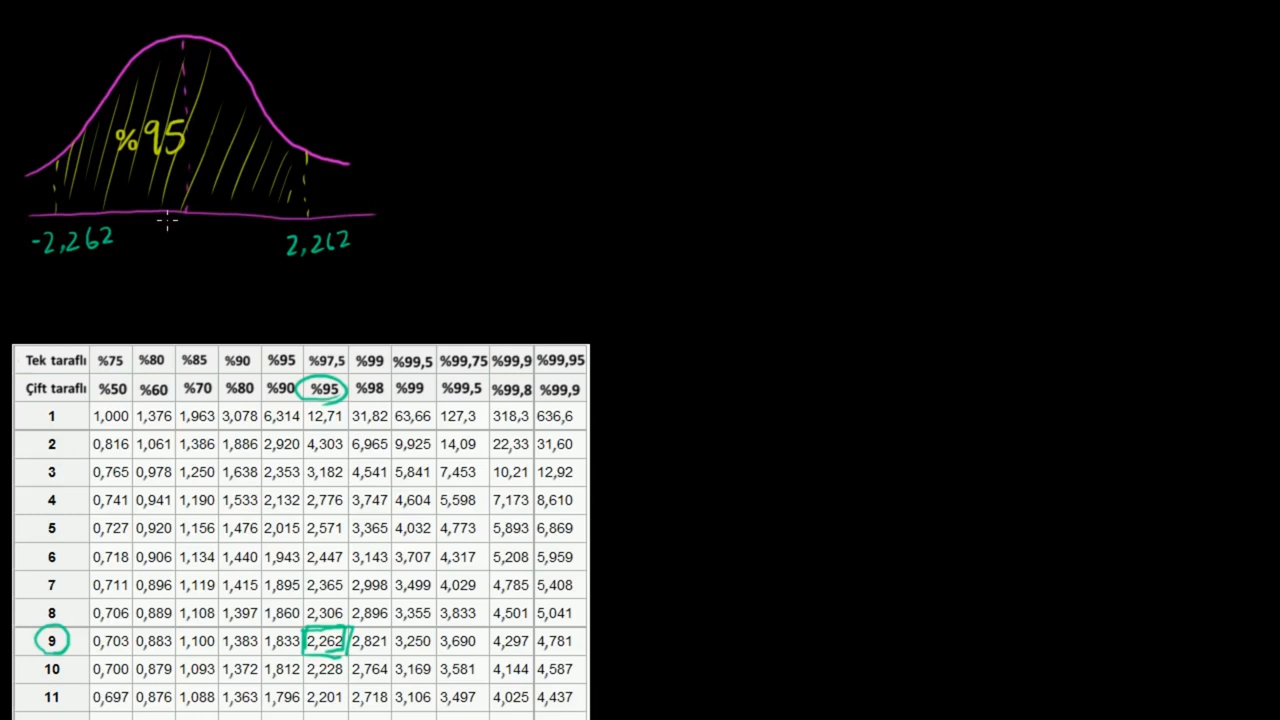 %95
-2,262 2,262
Tek taraflı %75 %80 %85 %90 %95 %97,5 %99 %99,5 %99,75 %99,9 %99,95
Çift taraflı %50 %60 %70 %80 %90 %95 %98 %99 %99,5 %99,8 %99,9
1 1,000 1,376 1,963 3,078 6,314 12,71 31,82 63,66 127,3 318,3 636,6
2 0,816 1,061 1,386 1,886 2,920 4,303 6,965 9,925 14,09 22,33 31,60
3 0,765 0,978 1,250 1,638 2,353 3,182 4,541 5,841 7,453 10,21 12,92
4 0,741 0,941 1,190 1,533 2,132 2,776 3,747 4,604 5,598 7,173 8,610
5 0,727 0,920 1,156 1,476 2,015 2,571 3,365 4,032 4,773 5,893 6,869
6 0,718 0,906 1,134 1,440 1,943 2,447 3,143 3,707 4,317 5,208 5,959
7 0,711 0,896 1,119 1,415 1,895 2,365 2,998 3,499 4,029 4,785 5,408
8 0,706 0,889 1,108 1,397 1,860 2,306 2,896 3,355 3,833 4,501 5,041
9 0,703 0,883 1,100 1,383 1,833 2,262 2,821 3,250 3,690 4,297 4,781
10 0,700 0,879 1,093 1,372 1,812 2,228 2,764 3,169 3,581 4,144 4,587
11 0,697 0,876 1,088 1,363 1,796 2,201 2,718 3,106 3,497 4,025 4,437